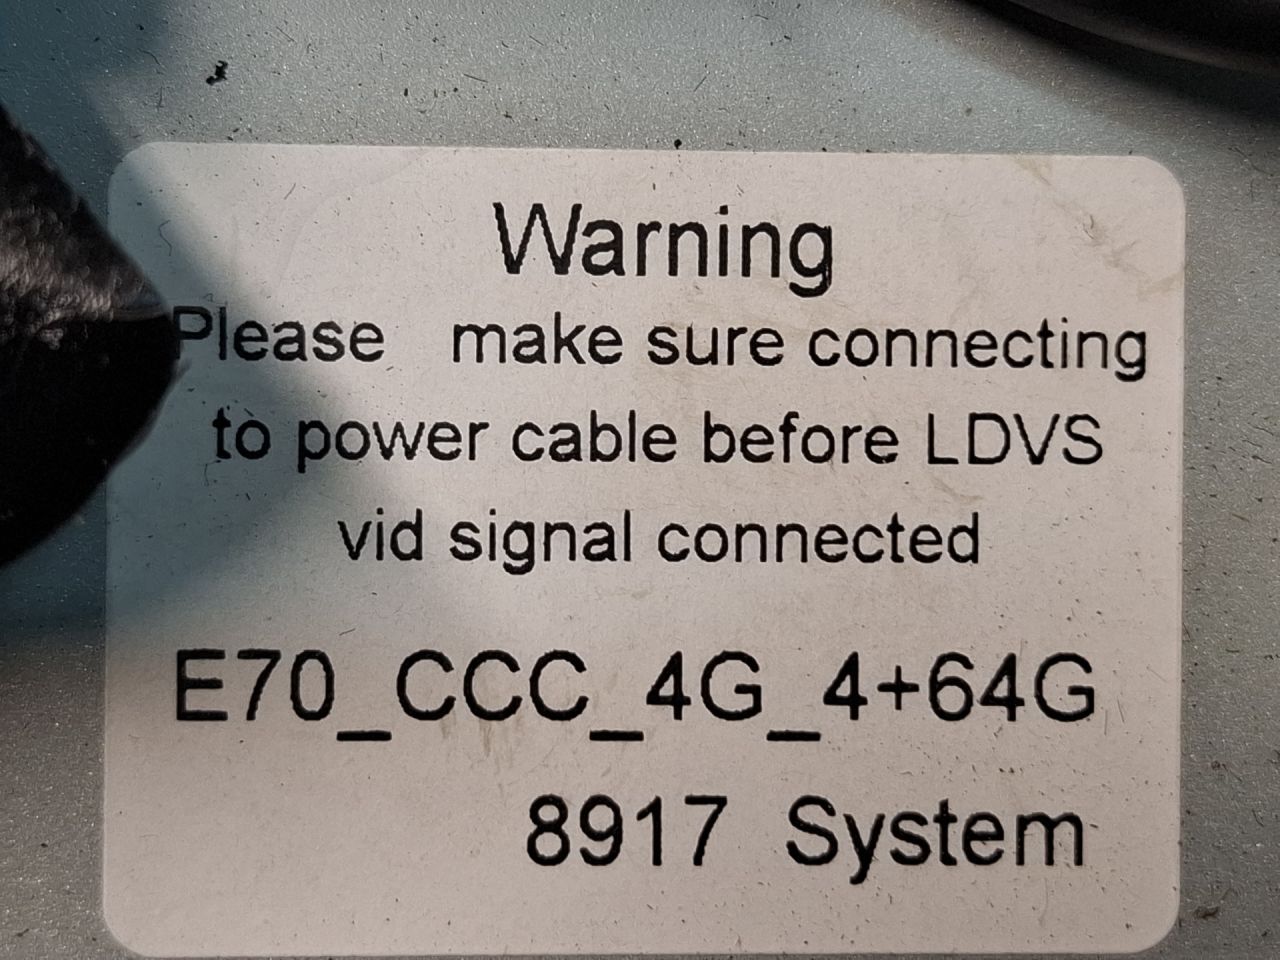 Warning
Please make sure connecting
to power cable before LDVS
vid signal connected
E70_CCC_4G_4+64G
8917 System